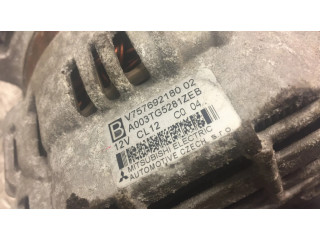 V757692180 02
B A003TG5281ZEB
12V CL12 C0 04
MITSUBISHI ELECTRIC
AUTOMOTIVE CZECH s.r.o